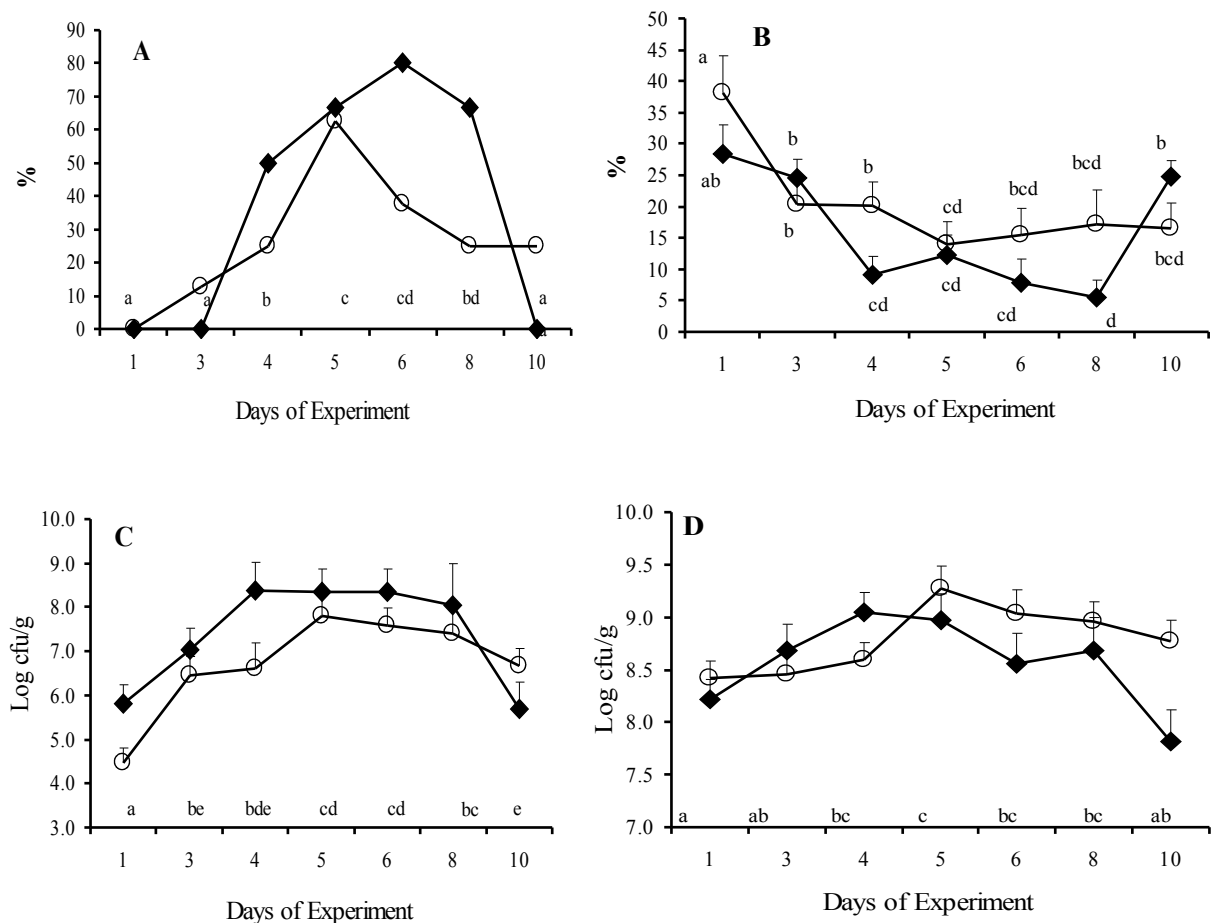 A
%
90
80
70
60
50
40
30
20
10
0
a a b c cd bd a
a
1 3 4 5 6 8 10
Days of Experiment
B
%
50
45
40
35
30
25
20
15
10
5
0
a b b cd bcd bcd b
ab b cd cd cd d bcd
1 3 4 5 6 8 10
Days of Experiment
C
Log cfu/g
10.0
9.0
8.0
7.0
6.0
5.0
4.0
3.0
a be bde cd cd bc e
1 3 4 5 6 8 10
Days of Experiment
D
Log cfu/g
10.0
9.5
9.0
8.5
8.0
7.5
7.0
a ab bc c bc bc ab
1 3 4 5 6 8 10
Days of Experiment